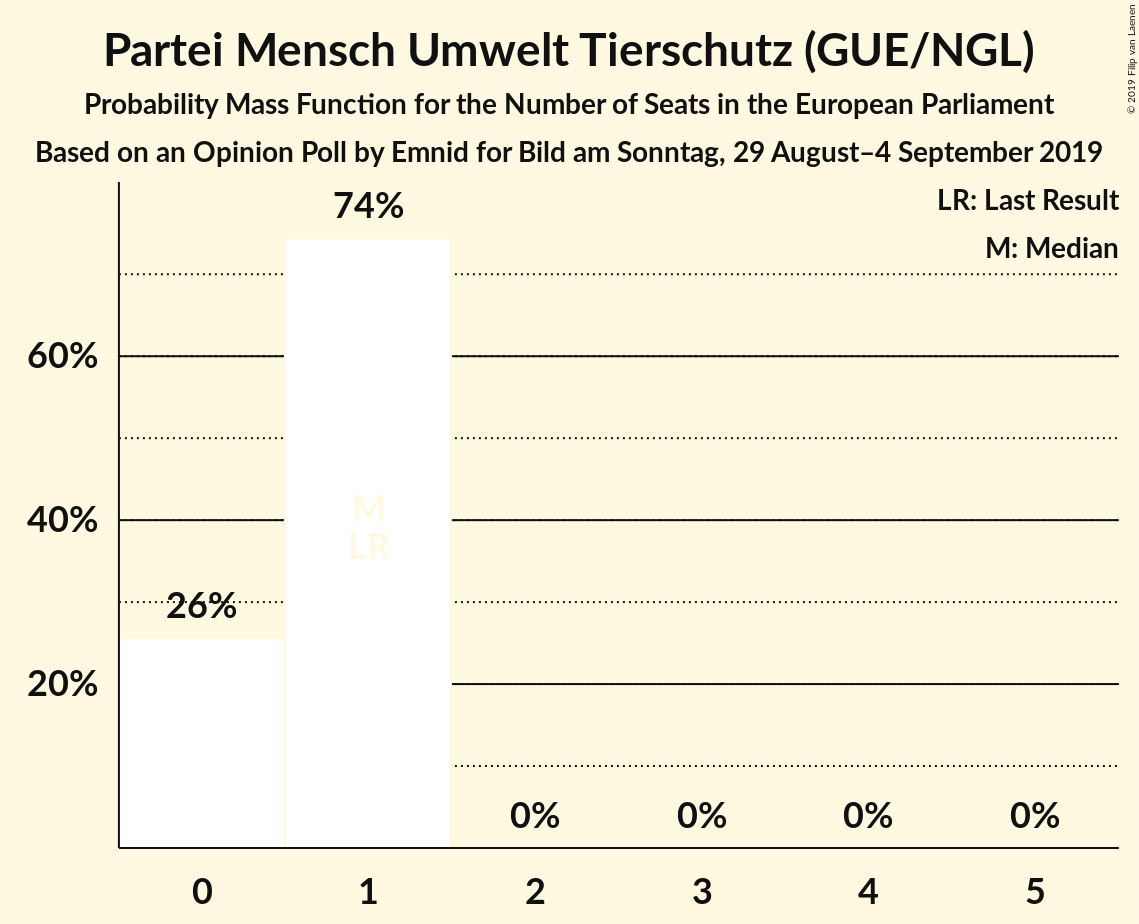 Partei Mensch Umwelt Tierschutz (GUE/NGL)
Probability Mass Function for the Number of Seats in the European Parliament
Based on an Opinion Poll by Emnid for Bild am Sonntag, 29 August–4 September 2019
© 2019 Filip van Laenen
LR: Last Result
M: Median
74%
60%
M
40%
LR
26%
20%
0% 0% 0% 0%
0 1 2 3 4 5